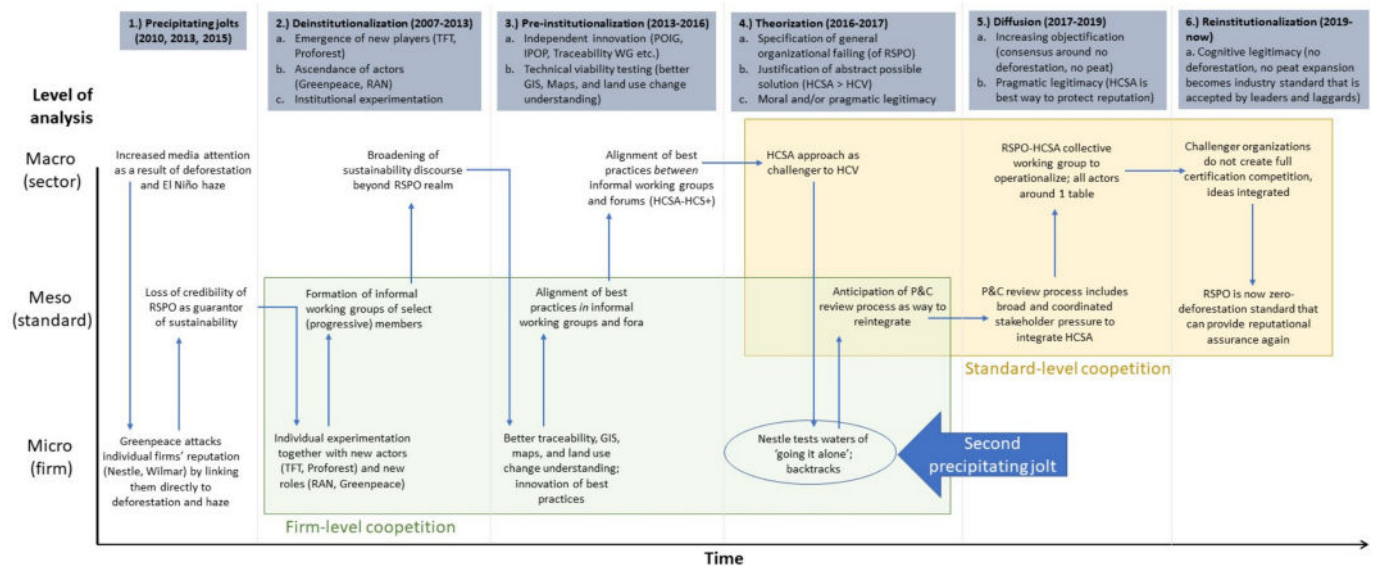 1.) Precipitating jolts
(2010, 2013, 2015)
2.) Deinstitutionalization (2007-2013)
a. Emergence of new players (TFT,
Proforest)
b. Ascendance of actors
(Greenpeace, RAN)
c. Institutional experimentation
3.) Pre-institutionalization (2013-2016)
a. Independent innovation (POIG,
IPOP, Traceability WG etc.)
b. Technical viability testing (better
GIS, Maps, and land use change
understanding)
4.) Theorization (2016-2017)
a. Specification of general
organizational failing (of RSPO)
b. Justification of abstract possible
solution (HCSA > HCV)
c. Moral and/or pragmatic legitimacy
5.) Diffusion (2017-2019)
a. Increasing objectification
(consensus around no
deforestation, no peat)
b. Pragmatic legitimacy (HCSA is
best way to protect reputation)
6.) Reinstitutionalization (2019-
now)
a. Cognitive legitimacy (no
deforestation, no peat expansion
becomes industry standard that is
accepted by leaders and laggards)
Level of
analysis
Macro
(sector)
Increased media attention
as a result of deforestation
and El Niño haze
Broadening of
sustainability discourse
beyond RSPO realm
Alignment of best
practices between
informal working groups
and forums (HCSA-HCS+)
HCSA approach as
challenger to HCV
RSPO-HCSA collective
working group to
operationalize; all
actors around 1 table
Challenger organizations
do not create full
certification competition,
ideas integrated
Meso
(standard)
Loss of credibility of
RSPO as guarantor
of sustainability
Formation of informal
working groups of select
(progressive) members
Alignment of best
practices in informal
working groups and fora
Anticipation of P&C
review process as way to
reintegrate
P&C review process includes
broad and coordinated
stakeholder pressure to
integrate HCSA
RSPO is now zero-
deforestation standard that
can provide reputational
assurance again
Standard-level coopetition
Micro
(firm)
Greenpeace attacks
individual firms' reputation
(Nestle, Wilmar) by linking
them directly to
deforestation and haze
Individual experimentation
together with new actors
(TFT, Proforest) and new
roles (RAN, Greenpeace)
Better traceability, GIS,
maps, and land use
change understanding;
innovation of best
practices
Nestle tests waters of
'going it alone';
backtracks
Second
precipitating jolt
Firm-level coopetition
Time